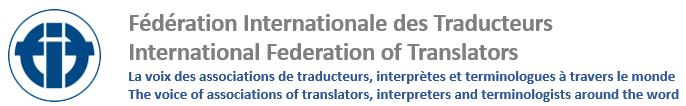 fit
Fédération Internationale des Traducteurs
International Federation of Translators
La voix des associations de traducteurs, interprètes et terminologues à travers le monde
The voice of associations of translators, interpreters and terminologists around the word